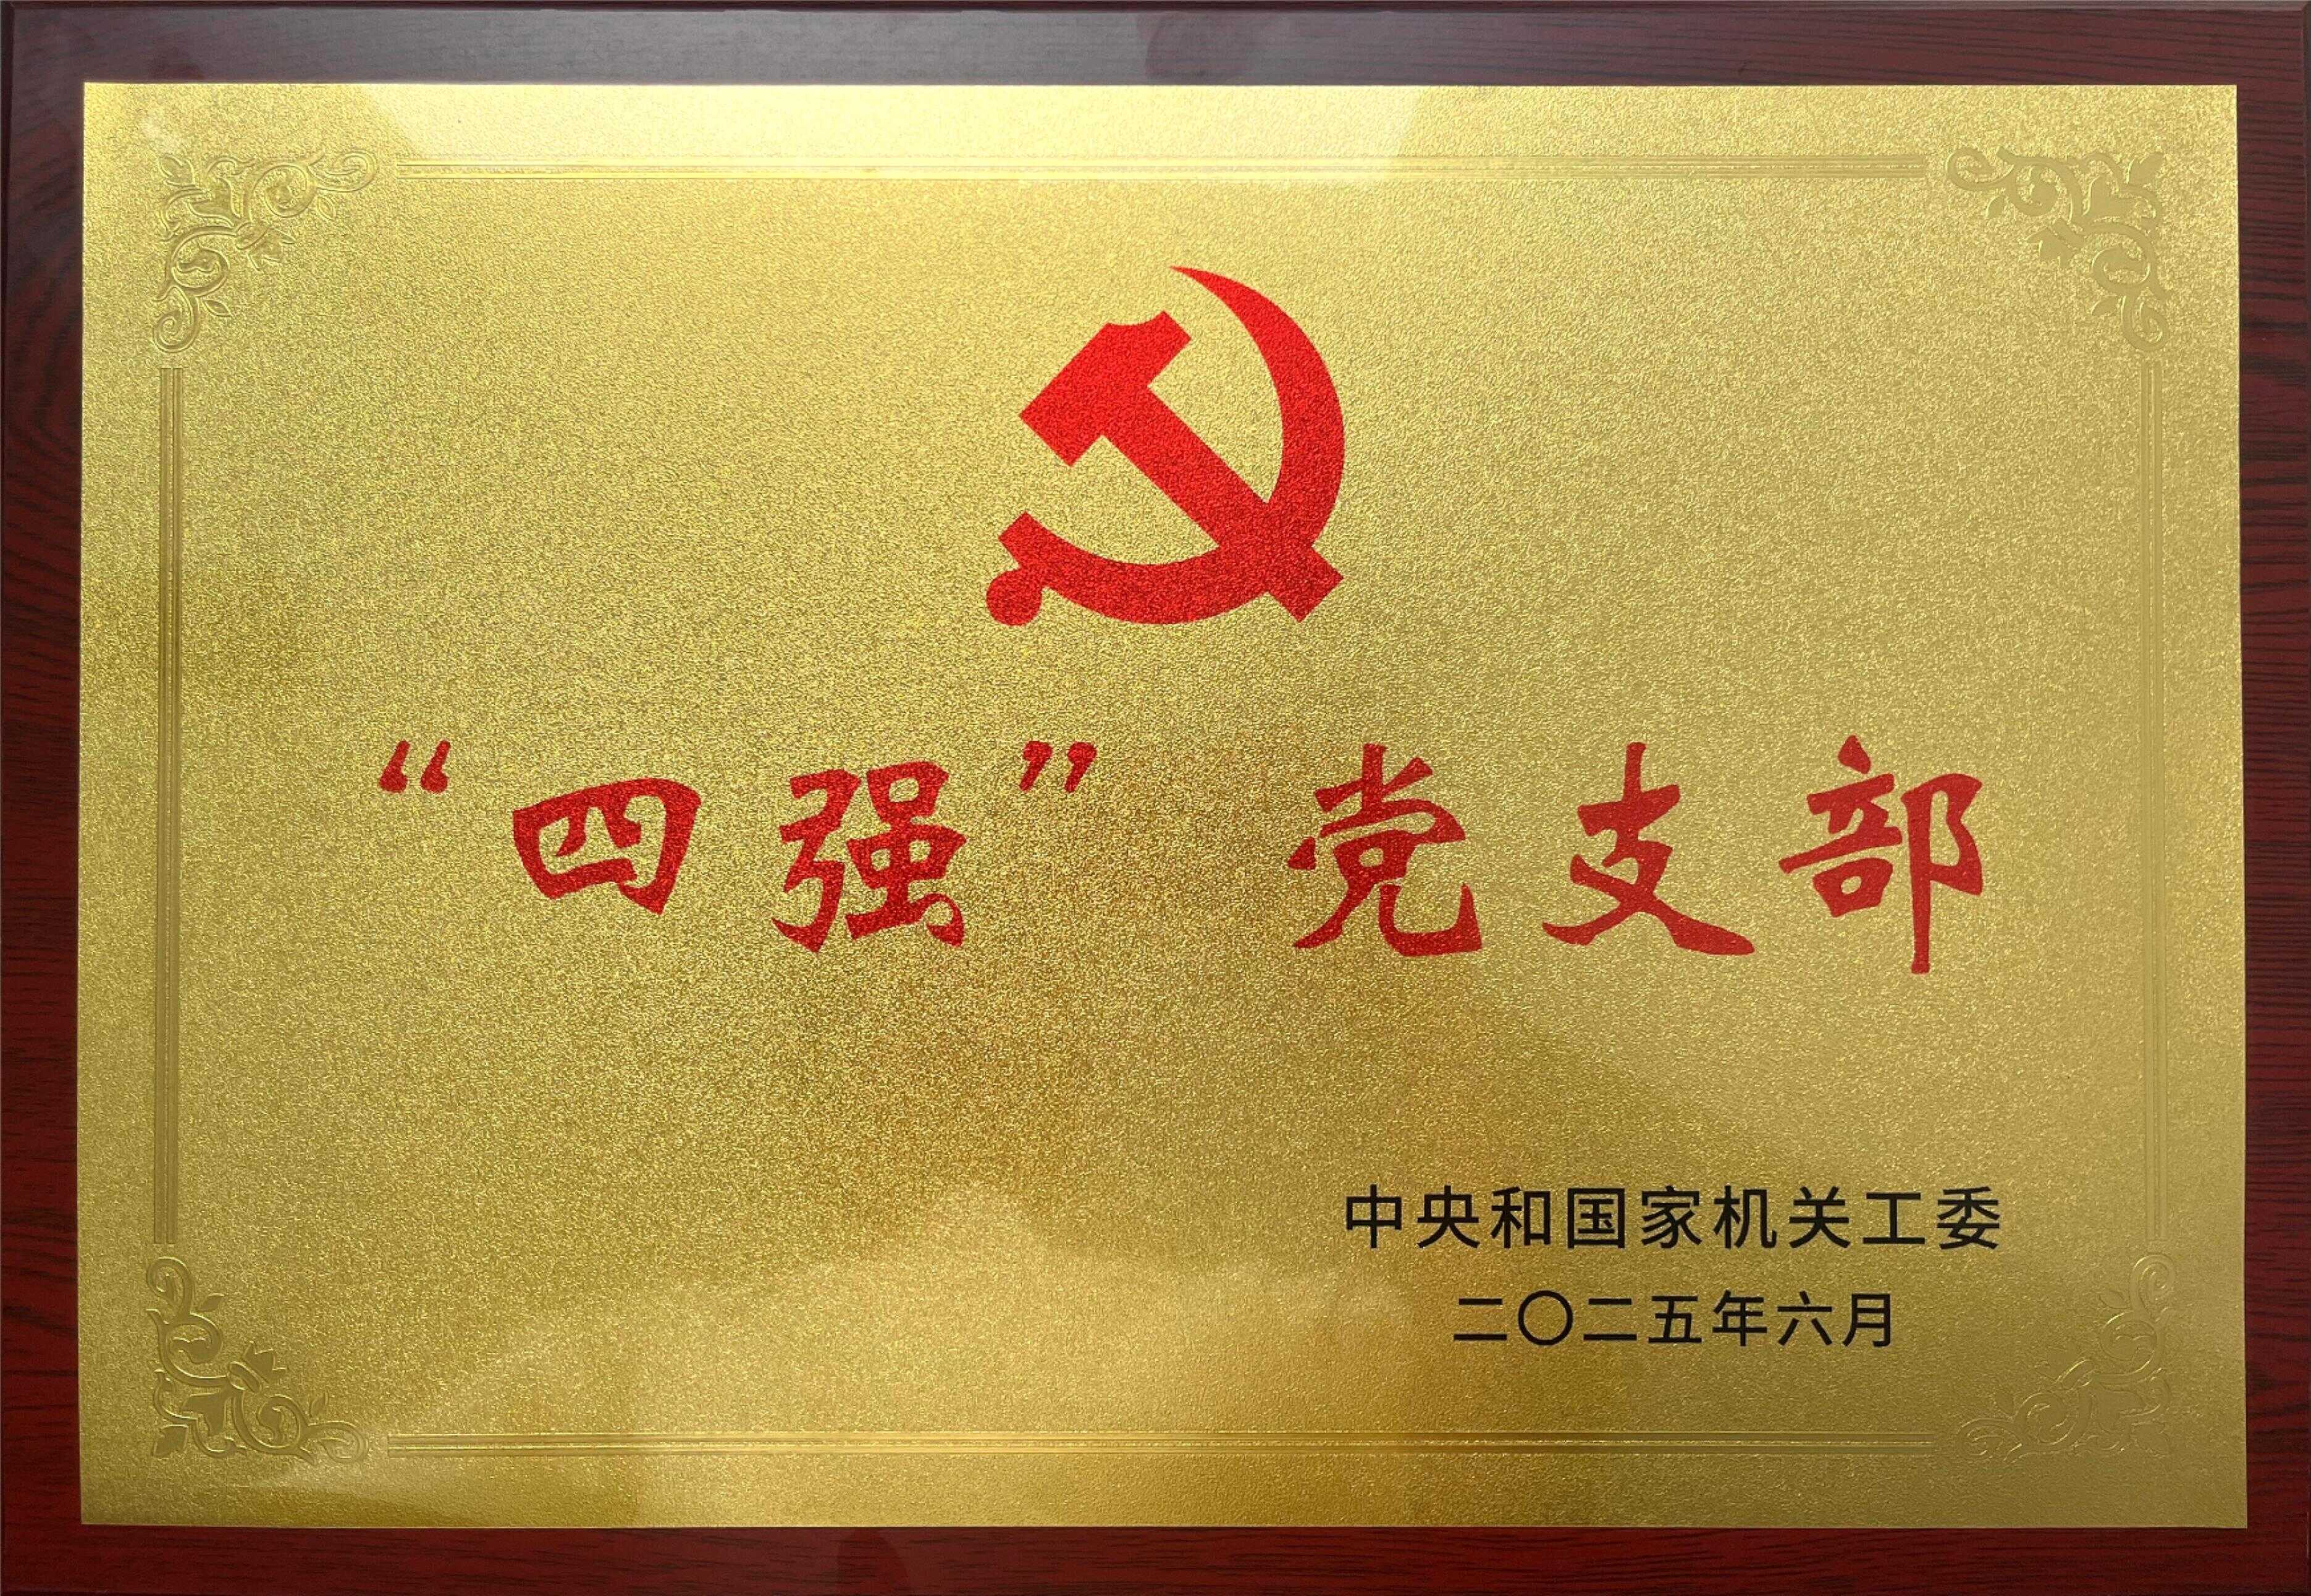 “四强”党支部
中央和国家机关工委
二〇二五年六月